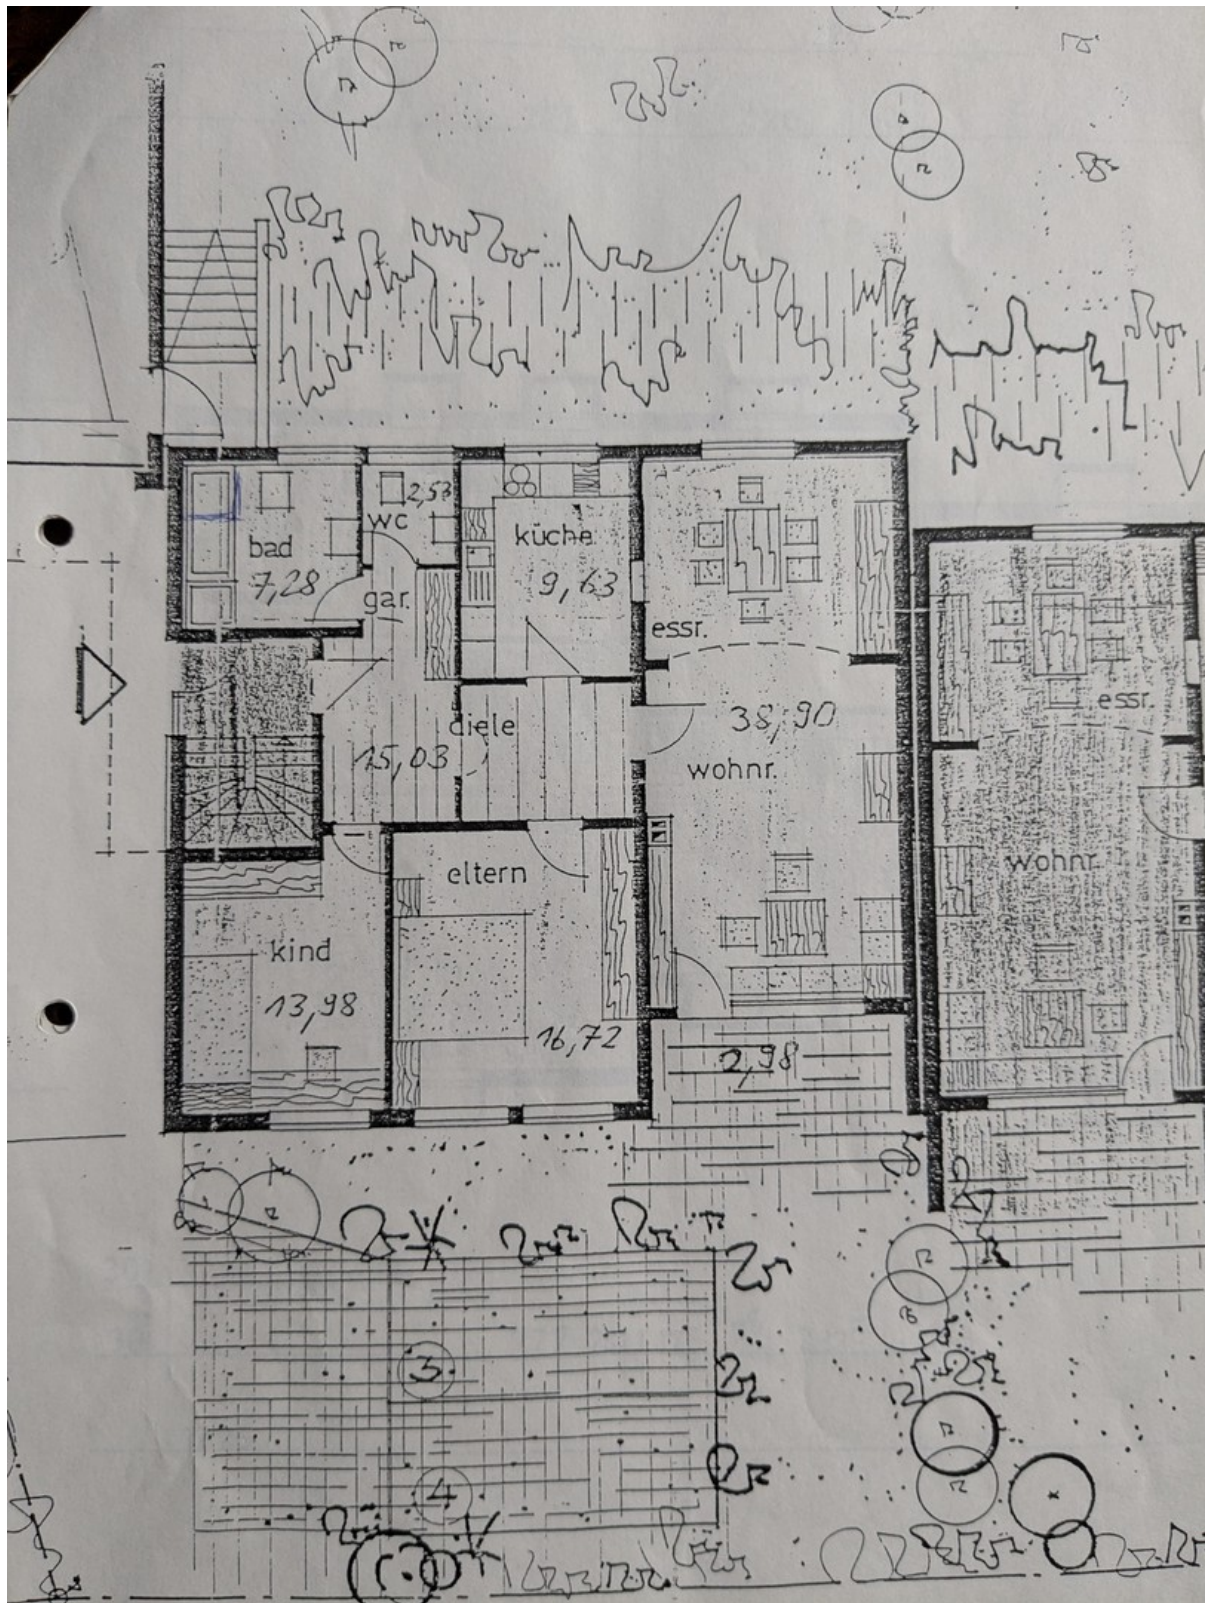 2,53
wc
küche
bad
7,28
9,63
gar.
essr.
essr.
38,90
diele
15,03
wohnr.
wohnr.
eltern
kind
13,98
16,72
2,98
3
4